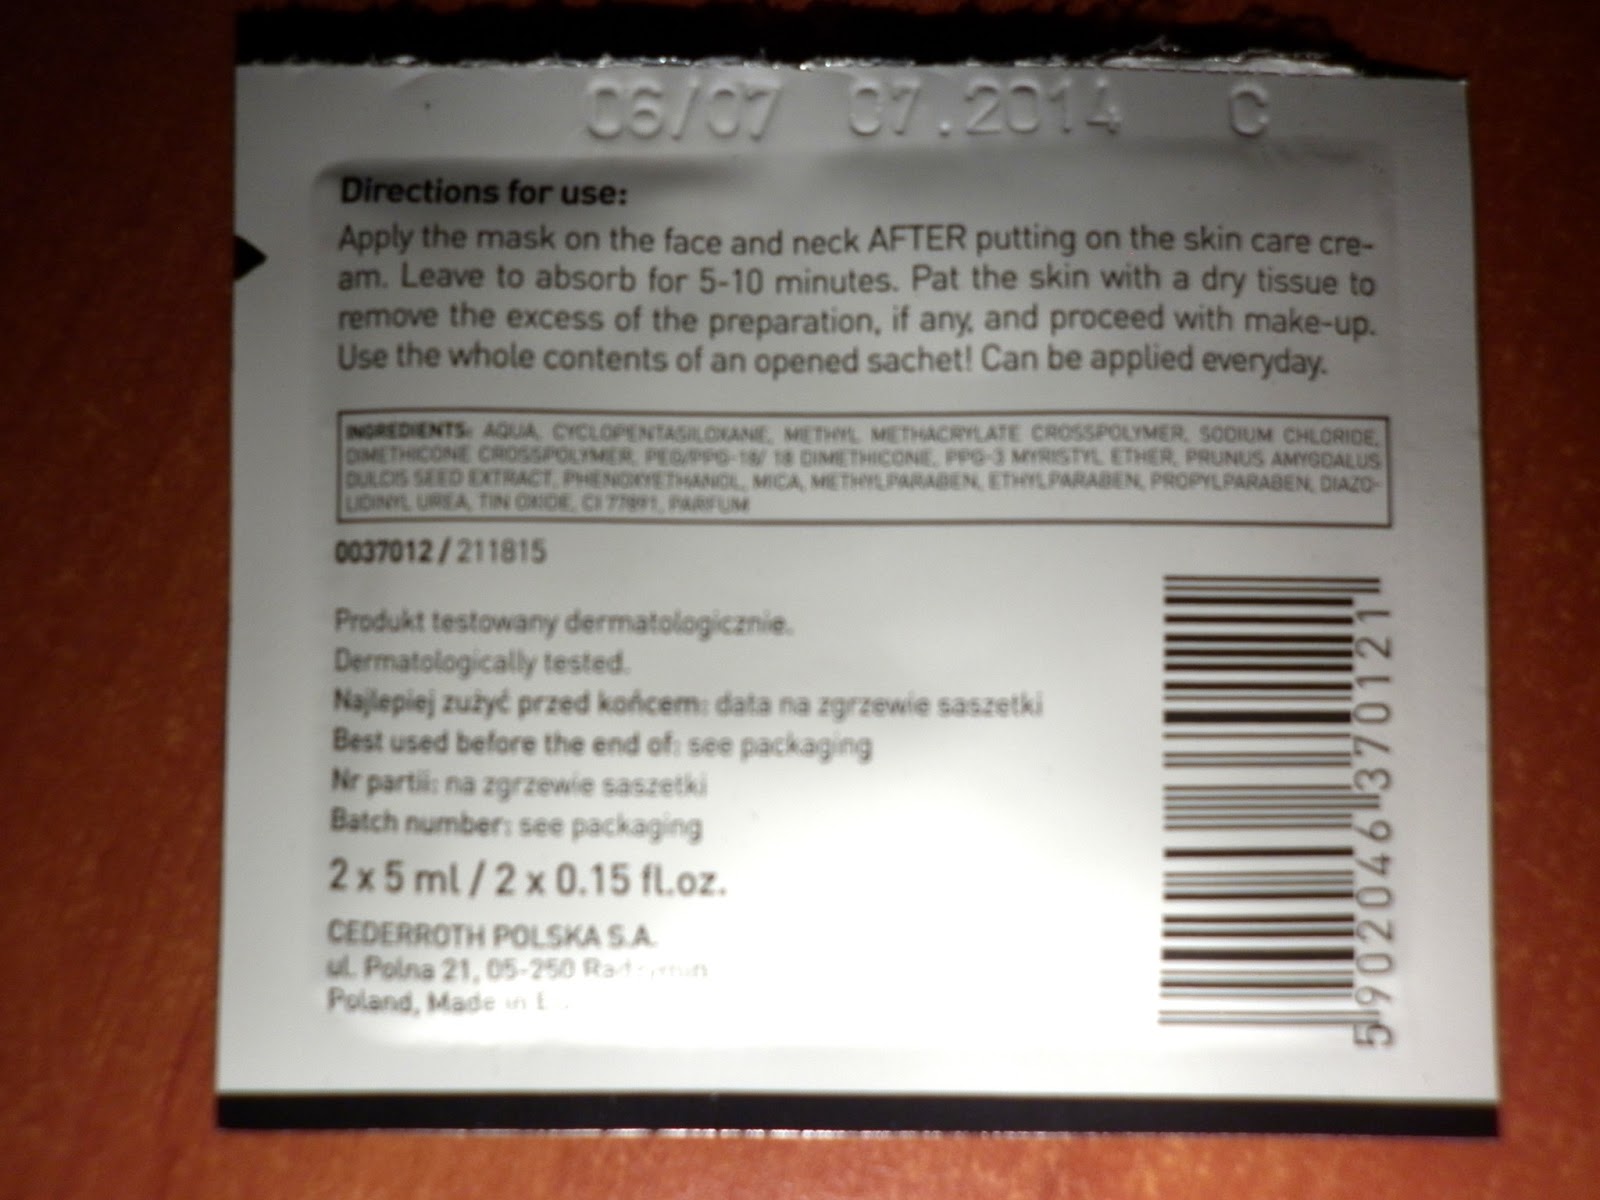 06/07 07.2014 C
Directions for use:
Apply the mask on the face and neck AFTER putting on the skin care cre-
am. Leave to absorb for 5-10 minutes. Pat the skin with a dry tissue to
remove the excess of the preparation, if any, and proceed with make-up.
Use the whole contents of an opened sachet! Can be applied everyday.
INGREDIENTS: AQUA, CYCLOPENTASILOXANE, METHYL METHACRYLATE CROSSPOLYMER, SODIUM CHLORIDE,
DIMETHICONE CROSSPOLYMER, PEG/PPG-18/ 18 DIMETHICONE, PPG-3 MYRISTYL ETHER, PRUNUS AMYGDALUS
DULCIS SEED EXTRACT, PHENOXYETHANOL, MICA, METHYLPARABEN, ETHYLPARABEN, PROPYLPARABEN, DIAZO-
LIDINYL UREA, TIN OXIDE, CI 77891, PARFUM
0037012 / 211815
Produkt testowany dermatologicznie.
Dermatologically tested.
Najlepiej zużyć przed końcem: data na zgrzewie saszetki
Best used before the end of: see packaging
Nr partii: na zgrzewie saszetki
Batch number: see packaging
2 x 5 ml / 2 x 0.15 fl.oz.
CEDERROTH POLSKA S.A.
ul. Polna 21, 05-250
Poland, Made in
5902046370121